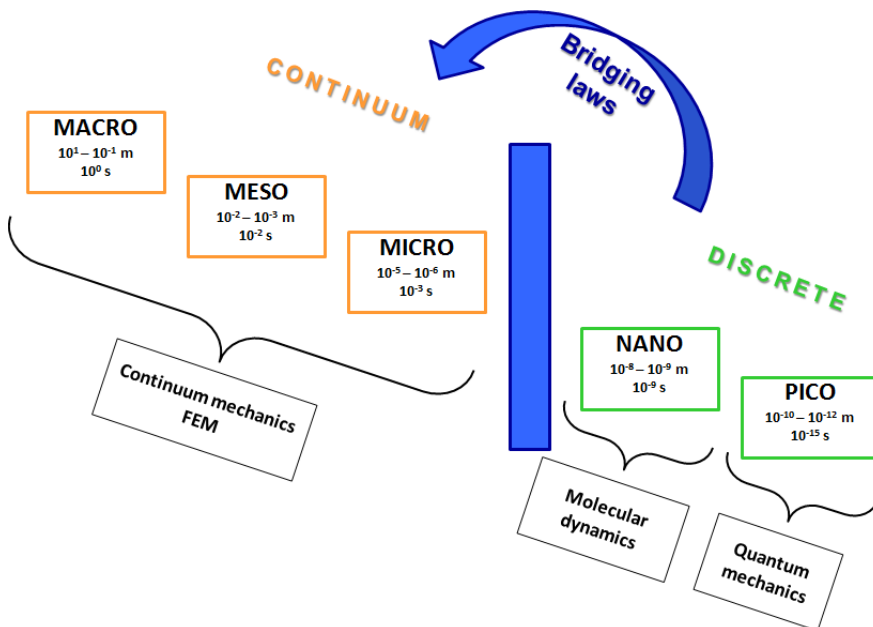 CONTINUUM
Bridging
laws
MACRO
10¹ – 10⁻¹ m
10⁰ s
MESO
10⁻² – 10⁻³ m
10⁻² s
MICRO
10⁻⁵ – 10⁻⁶ m
10⁻³ s
DISCRETE
NANO
10⁻⁸ – 10⁻⁹ m
10⁻⁹ s
PICO
10⁻¹⁰ – 10⁻¹² m
10⁻¹⁵ s
Continuum mechanics
FEM
Molecular
dynamics
Quantum
mechanics